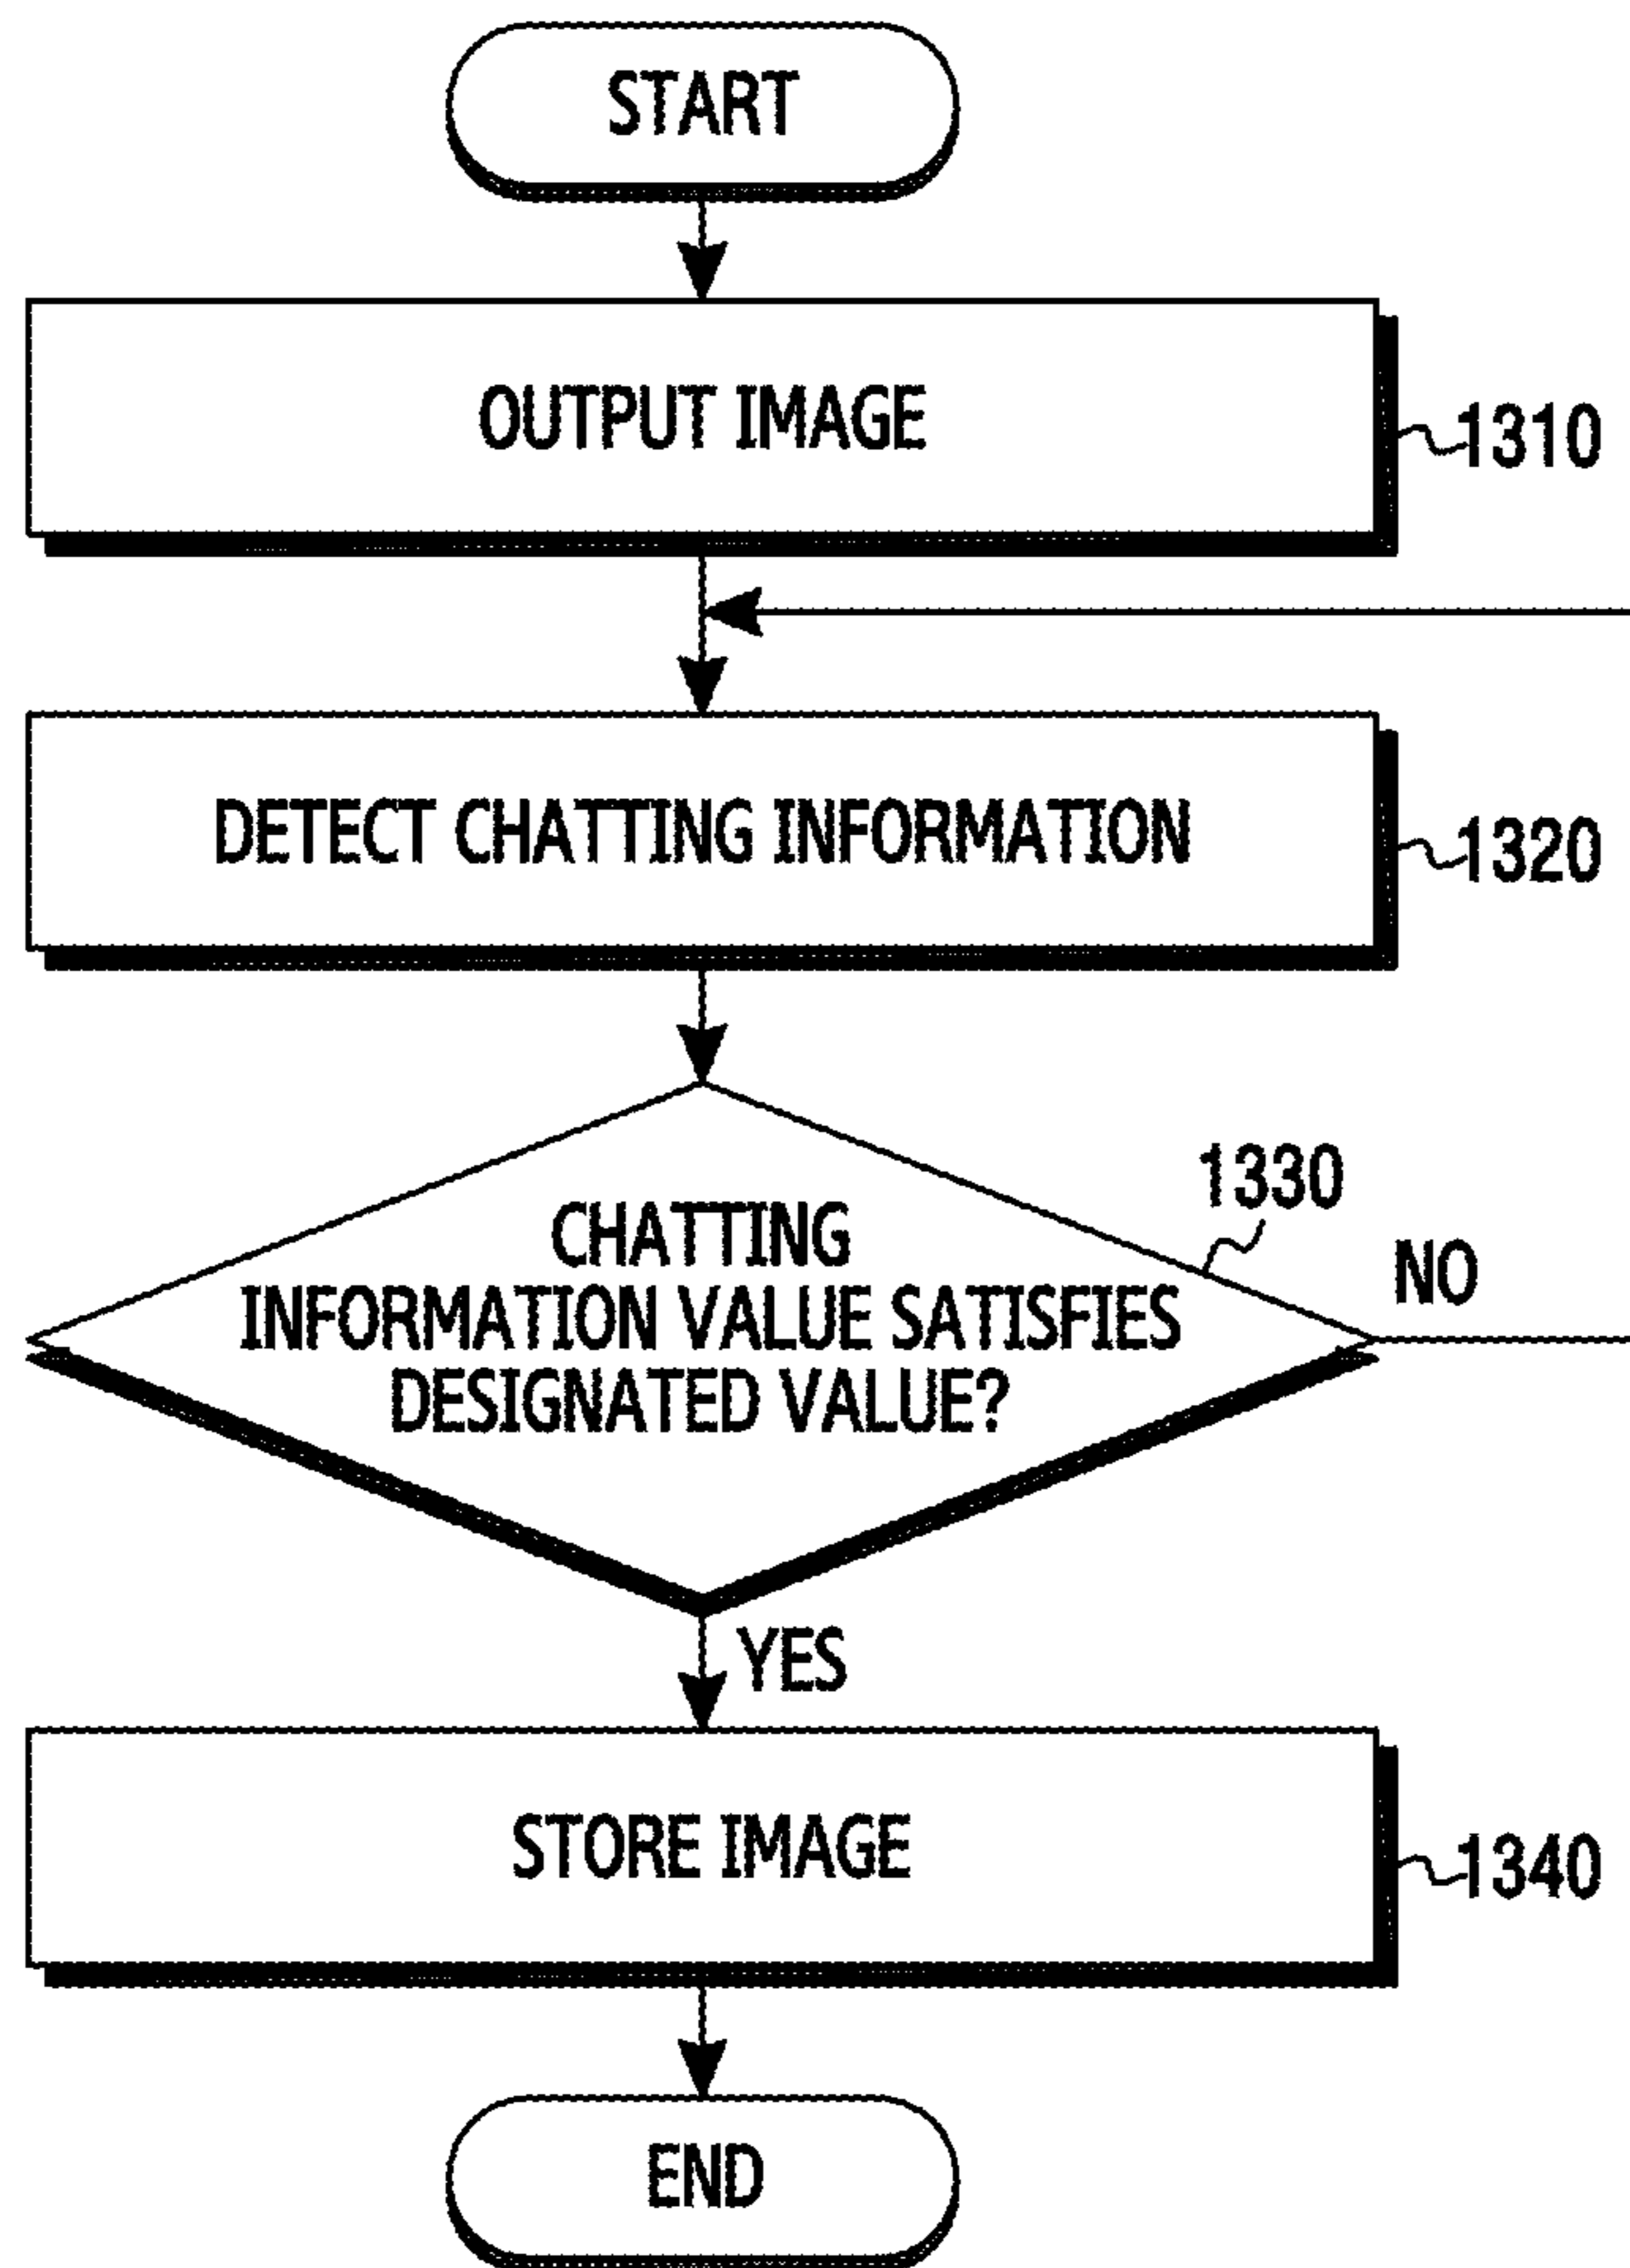 START
OUTPUT IMAGE
1310
DETECT CHATTING INFORMATION
1320
1330
CHATTING
INFORMATION VALUE SATISFIES
DESIGNATED VALUE?
NO
YES
STORE IMAGE
1340
END